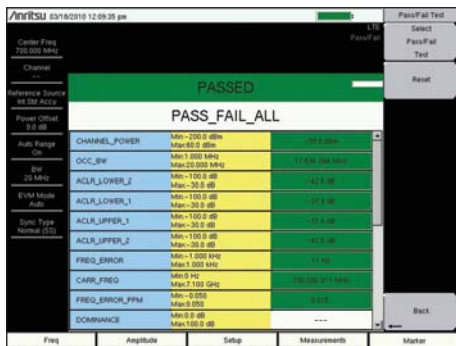 /Inritsu 03/18/2010 12:09:35 pm
Pass/Fail Test
LTE
Pass/Fail
Select
Pass/Fail
Test
Center Freq
700.000 MHz
Channel
--
Reset
Reference Source
Int Std Accy
PASSED
Power Offset
0.0 dB
PASS_FAIL_ALL
Auto Range
On
CHANNEL_POWER Min:-200.0 dBm
Max:60.0 dBm
BW
20 MHz
OCC_BW Min:1.000 MHz
Max:20.000 MHz
EVM Mode
Auto
ACLR_LOWER_2 Min:-100.0 dB
Max:-30.0 dB
ACLR_LOWER_1 Min:-100.0 dB
Max:-30.0 dB
Sync Type
Normal (SS)
ACLR_UPPER_1 Min:-100.0 dB
Max:-30.0 dB
ACLR_UPPER_2 Min:-100.0 dB
Max:-30.0 dB
FREQ_ERROR Min:-1.000 kHz
Max:1.000 kHz
CARR_FREQ Min:0 Hz
Max:7.100 GHz
FREQ_ERROR_PPM Min:-0.050
Max:0.050
DOMINANCE Min:0.0 dB
Max:100.0 dB
---
Back
Freq Amplitude Setup Measurements Marker